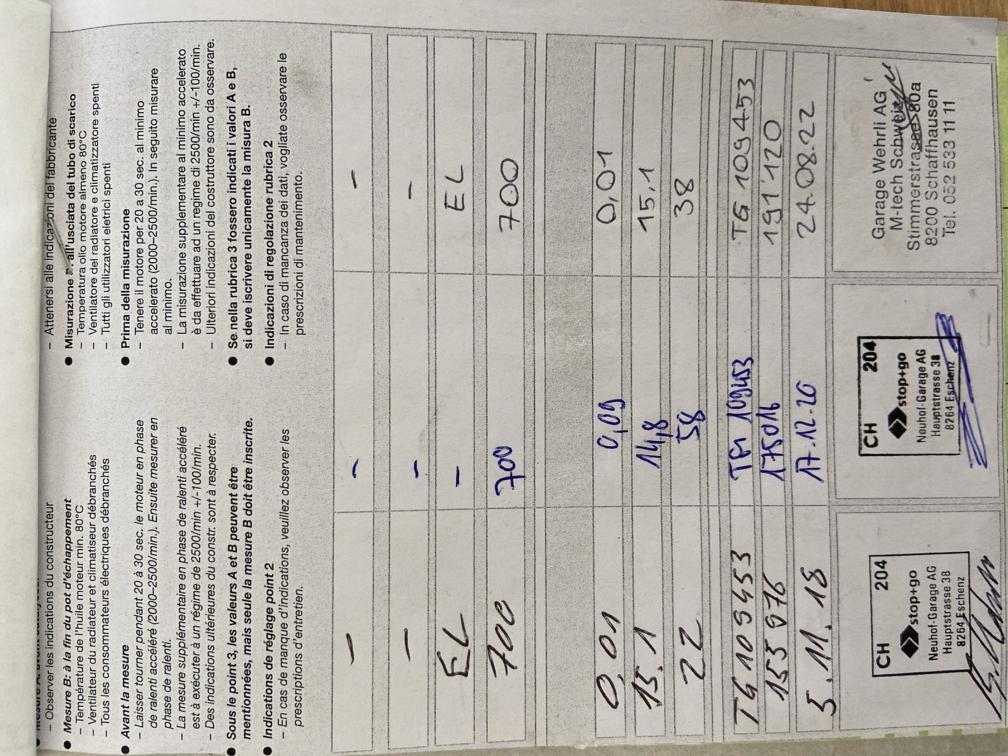 – Observer les indications du constructeur
● Mesure B: à la fin du pot d'échappement
– Température de l'huile moteur min. 80°C
– Ventilateur du radiateur et climatiseur débranchés
– Tous les consommateurs électriques débranchés
● Avant la mesure
– Laisser tourner pendant 20 à 30 sec. le moteur en phase
de ralenti accéléré (2000–2500/min.). Ensuite mesurer en
phase de ralenti.
– La mesure supplémentaire en phase de ralenti accéléré
est à exécuter à un régime de 2500/min +/-100/min.
– Des indications ultérieures du constr. sont à respecter.
● Sous le point 3, les valeurs A et B peuvent être
mentionnées, mais seule la mesure B doit être inscrite.
● Indications de réglage point 2
– En cas de manque d'indications, veuillez observer les
prescriptions d'entretien.
– Attenersi alle indicazioni del fabbricante
● Misurazione all'usciata del tubo di scarico
– Temperatura olio motore almeno 80°C
– Ventilatore del radiatore e climatizzatore spenti
– Tutti gli utilizzatori eletrici spenti
● Prima della misurazione
– Tenere il motore per 20 a 30 sec. al minimo
accelerato (2000–2500/min.). In seguito misurare
al minimo.
– La misurazione supplementare al minimo accelerato
è da effettuare ad un regime di 2500/min +/-100/min.
– Ulteriori indicazioni del costruttore sono da osservare.
● Se nella rubrica 3 fossero indicati i valori A e B,
si deve iscrivere unicamente la misura B.
● Indicazioni di regolazione rubrica 2
– In caso di mancanza dei dati, vogliate osservare le
prescrizioni di mantenimento.
– – –
– – –
EL – EL
700 700 700
0,01 0,09 0,01
15.1 14,8 15,1
22 58 38
TG 109453 TG 109453 TG 109453
155976 175016 191'120
5.11.18 17.12.20 24.08.22
CH 204
stop+go
Neuhof-Garage AG
Hauptstrasse 38
8264 Eschenz
CH 204
stop+go
Neuhof-Garage AG
Hauptstrasse 38
8264 Eschenz
Garage Wehrli AG
M-tech Schweiz
Stimmerstrasse 80a
8200 Schaffhausen
Tel. 052 533 11 11